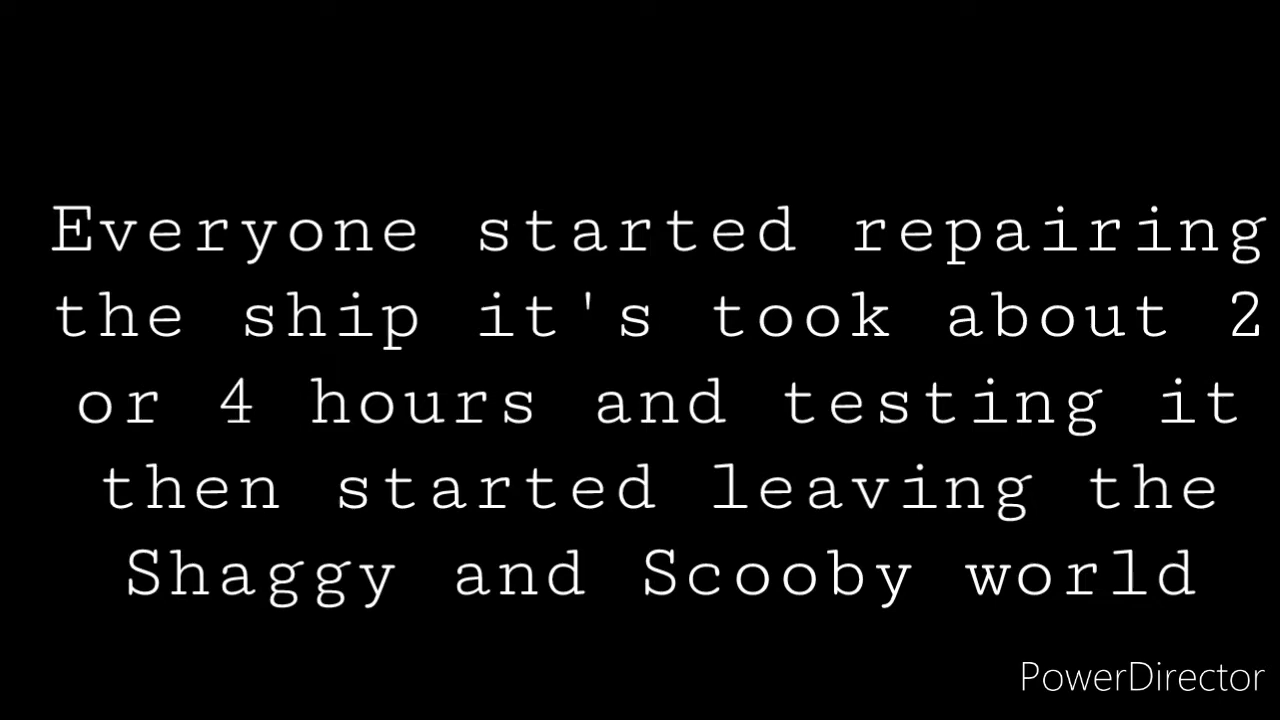 Everyone started repairing
the ship it's took about 2
or 4 hours and testing it
then started leaving the
Shaggy and Scooby world
PowerDirector